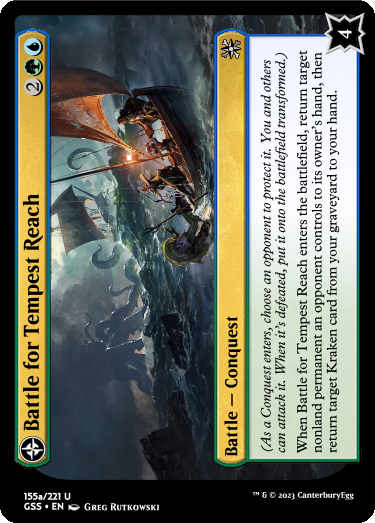 Battle for Tempest Reach
2
Battle — Conquest
(As a Conquest enters, choose an opponent to protect it. You and others
can attack it. When it's defeated, put it onto the battlefield transformed.)
When Battle for Tempest Reach enters the battlefield, return target
nonland permanent an opponent controls to its owner's hand, then
return target Kraken card from your graveyard to your hand.
4
155a/221 U
GSS • EN Greg Rutkowski
™ & © 2023 CanterburyEgg